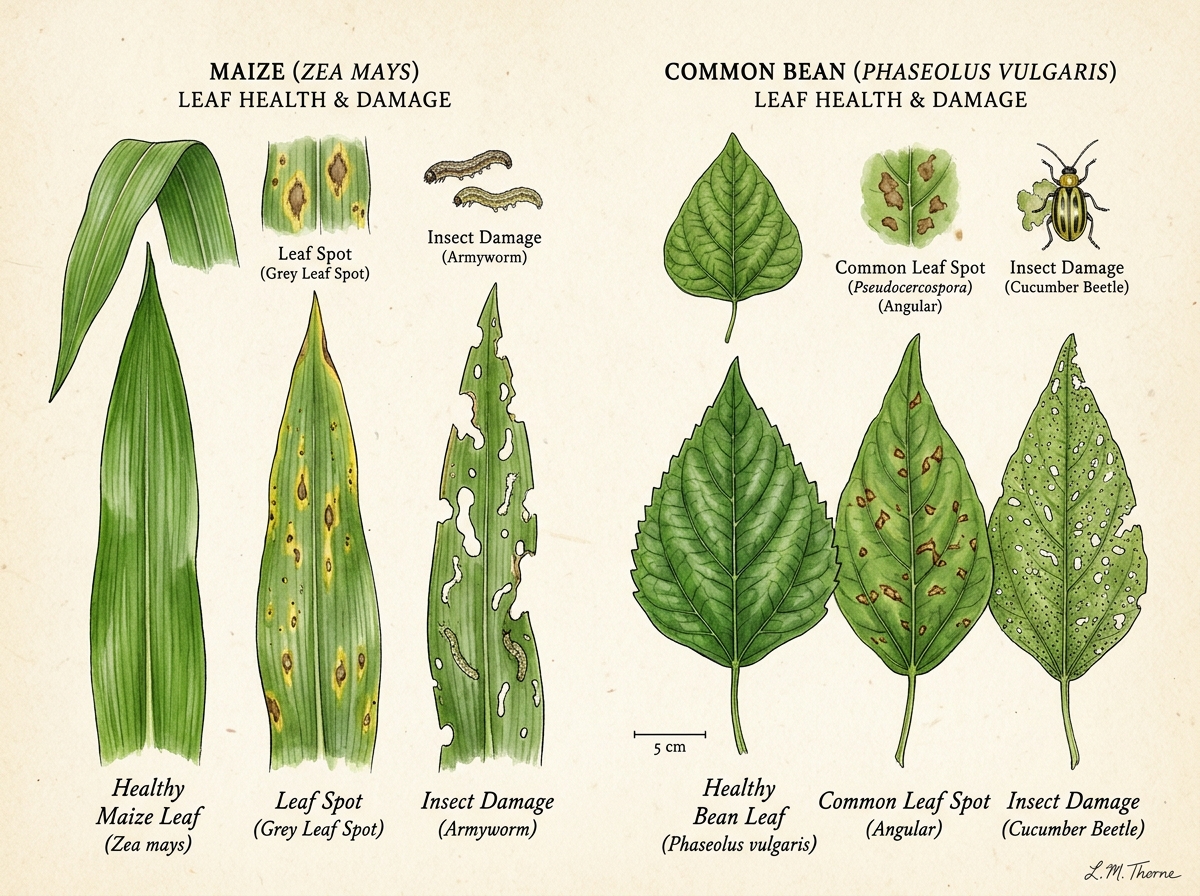 MAIZE (ZEA MAYS)
LEAF HEALTH & DAMAGE
Leaf Spot
(Grey Leaf Spot)
Insect Damage
(Armyworm)
Healthy
Maize Leaf
(Zea mays)
Leaf Spot
(Grey Leaf Spot)
Insect Damage
(Armyworm)
COMMON BEAN (PHASEOLUS VULGARIS)
LEAF HEALTH & DAMAGE
Common Leaf Spot
(Pseudocercospora)
(Angular)
Insect Damage
(Cucumber Beetle)
5 cm
Healthy
Bean Leaf
(Phaseolus vulgaris)
Common Leaf Spot
(Angular)
Insect Damage
(Cucumber Beetle)
L. M. Thorne